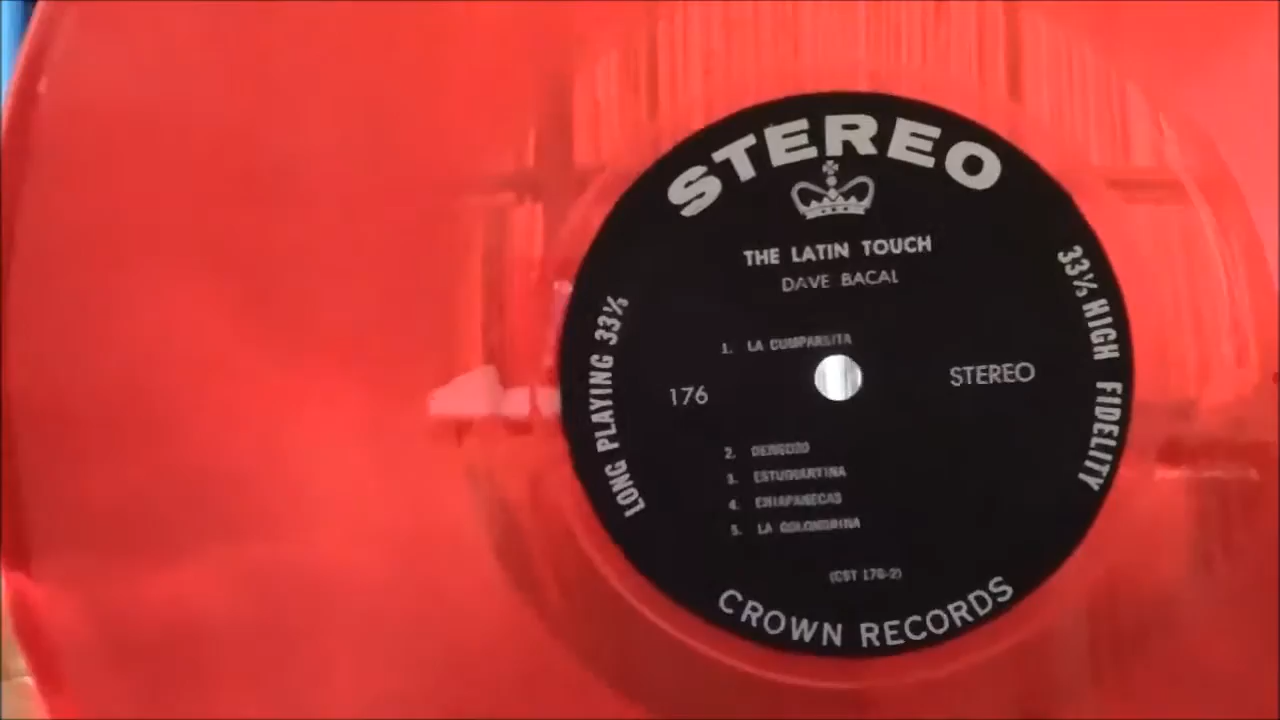 STEREO
THE LATIN TOUCH
DAVE BACAL
1. LA CUMPARSITA
176
STEREO
2.
3. ESTUDIANTINA
4. CHIAPANECAS
5. LA GOLONDRINA
(CST 176-2)
LONG PLAYING 33⅓
33⅓ HIGH FIDELITY
CROWN RECORDS